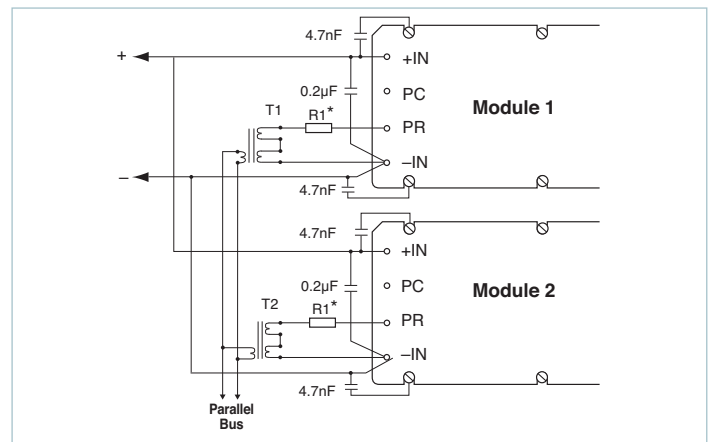 4.7nF
+
+IN
0.2µF
PC
Module 1
T1
R1*
PR
–
–IN
4.7nF
4.7nF
+IN
0.2µF
PC
Module 2
T2
R1*
PR
–IN
4.7nF
Parallel
Bus